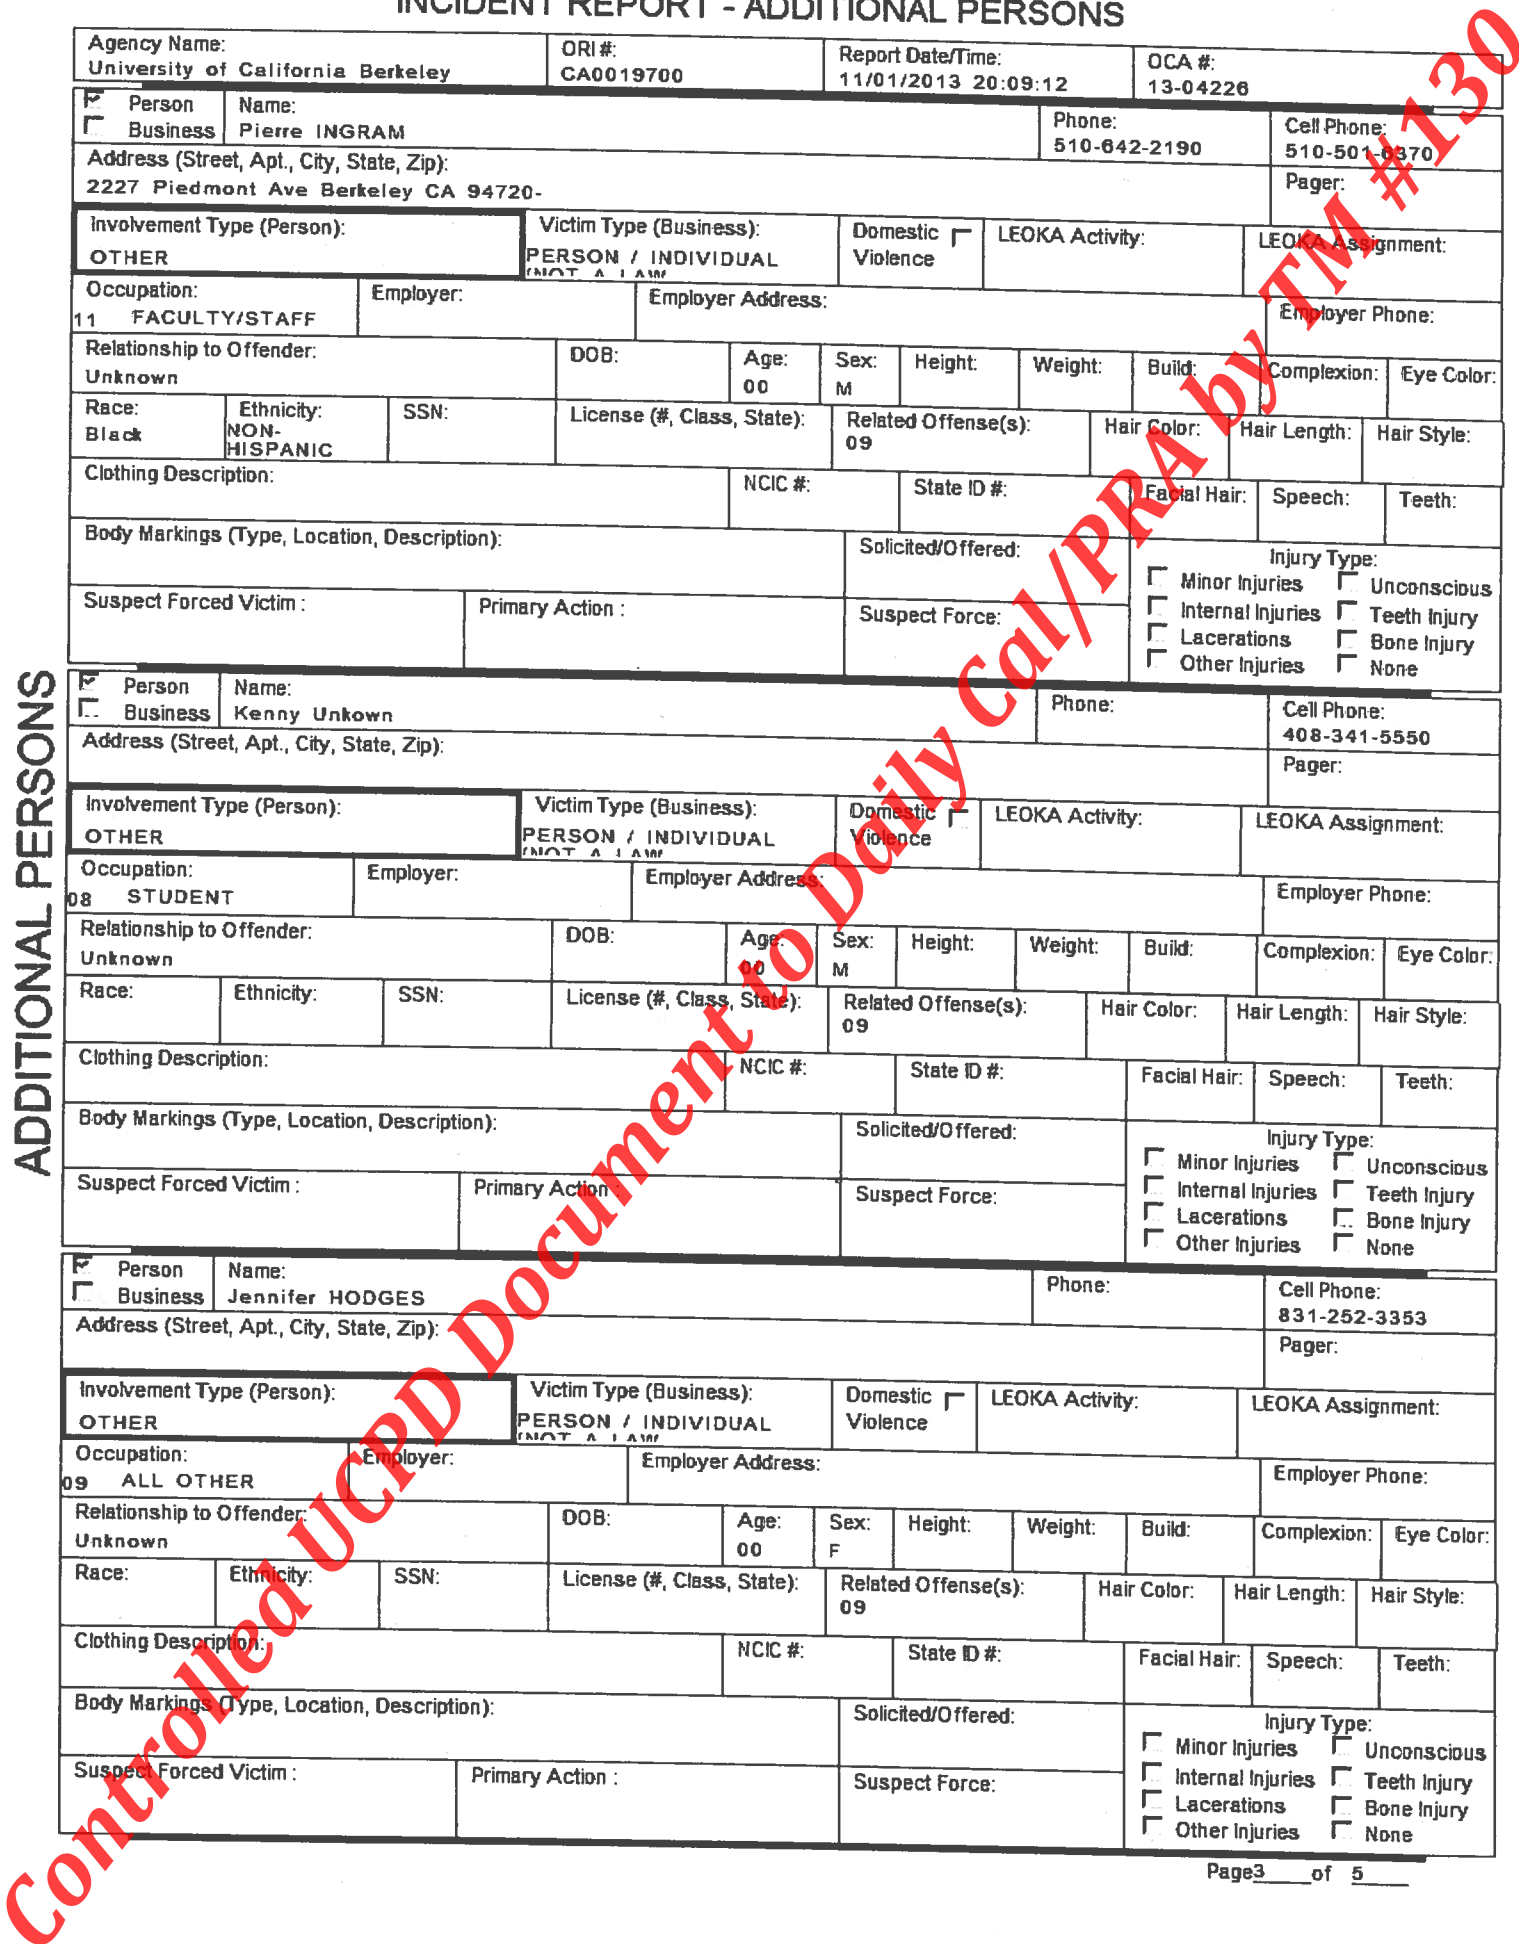 INCIDENT REPORT - ADDITIONAL PERSONS
Agency Name: ORI #: Report Date/Time: OCA #:
University of California Berkeley CA0019700 11/01/2013 20:09:12 13-04226
Person Name: Phone: Cell Phone:
Business Pierre INGRAM 510-642-2190 510-501-6370
Address (Street, Apt., City, State, Zip): Pager:
2227 Piedmont Ave Berkeley CA 94720-
Involvement Type (Person): Victim Type (Business): Domestic Violence LEOKA Activity: LEOKA Assignment:
OTHER PERSON / INDIVIDUAL
(NOT A LAW
Occupation: Employer: Employer Address: Employer Phone:
11 FACULTY/STAFF
Relationship to Offender: DOB: Age: Sex: Height: Weight: Build: Complexion: Eye Color:
Unknown 00 M
Race: Ethnicity: SSN: License (#, Class, State): Related Offense(s): Hair Color: Hair Length: Hair Style:
Black NON-HISPANIC 09
Clothing Description: NCIC #: State ID #: Facial Hair: Speech: Teeth:
Body Markings (Type, Location, Description): Solicited/Offered: Injury Type:
Minor Injuries Unconscious
Internal Injuries Teeth Injury
Lacerations Bone Injury
Other Injuries None
Suspect Forced Victim : Primary Action : Suspect Force:
ADDITIONAL PERSONS
Person Name: Phone: Cell Phone:
Business Kenny Unkown 408-341-5550
Address (Street, Apt., City, State, Zip): Pager:
Involvement Type (Person): Victim Type (Business): Domestic Violence LEOKA Activity: LEOKA Assignment:
OTHER PERSON / INDIVIDUAL
(NOT A LAW
Occupation: Employer: Employer Address: Employer Phone:
08 STUDENT
Relationship to Offender: DOB: Age: Sex: Height: Weight: Build: Complexion: Eye Color:
Unknown 00 M
Race: Ethnicity: SSN: License (#, Class, State): Related Offense(s): Hair Color: Hair Length: Hair Style:
09
Clothing Description: NCIC #: State ID #: Facial Hair: Speech: Teeth:
Body Markings (Type, Location, Description): Solicited/Offered: Injury Type:
Minor Injuries Unconscious
Internal Injuries Teeth Injury
Lacerations Bone Injury
Other Injuries None
Suspect Forced Victim : Primary Action : Suspect Force:
Person Name: Phone: Cell Phone:
Business Jennifer HODGES 831-252-3353
Address (Street, Apt., City, State, Zip): Pager:
Involvement Type (Person): Victim Type (Business): Domestic Violence LEOKA Activity: LEOKA Assignment:
OTHER PERSON / INDIVIDUAL
(NOT A LAW
Occupation: Employer: Employer Address: Employer Phone:
09 ALL OTHER
Relationship to Offender: DOB: Age: Sex: Height: Weight: Build: Complexion: Eye Color:
Unknown 00 F
Race: Ethnicity: SSN: License (#, Class, State): Related Offense(s): Hair Color: Hair Length: Hair Style:
09
Clothing Description: NCIC #: State ID #: Facial Hair: Speech: Teeth:
Body Markings (Type, Location, Description): Solicited/Offered: Injury Type:
Minor Injuries Unconscious
Internal Injuries Teeth Injury
Lacerations Bone Injury
Other Injuries None
Suspect Forced Victim : Primary Action : Suspect Force:
Page 3 of 5
Controlled UCPD Document to Daily Cal/PRA by TM #130